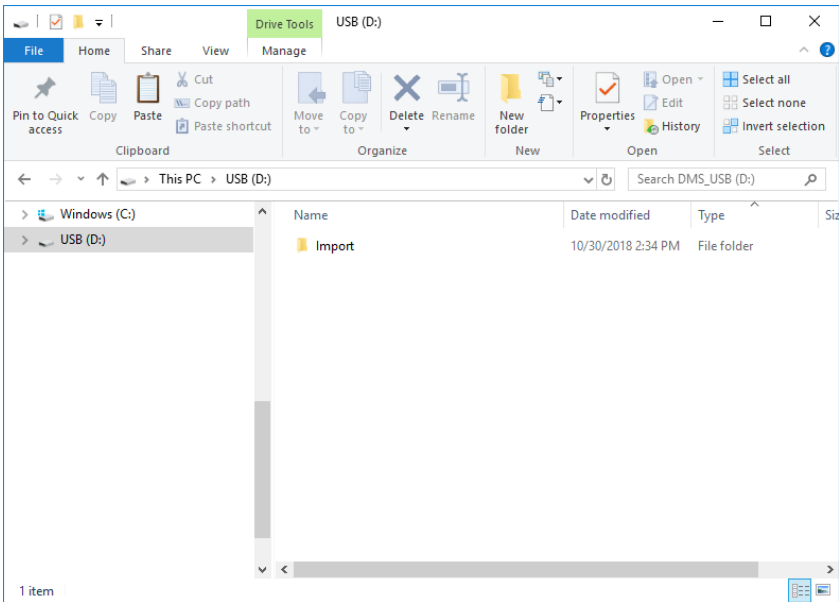 Drive Tools USB (D:)
File Home Share View Manage
Pin to Quick access
Copy
Paste
Cut
Copy path
Paste shortcut
Clipboard
Move to
Copy to
Delete
Rename
Organize
New folder
New
Properties
Open
Edit
History
Open
Select all
Select none
Invert selection
Select
This PC > USB (D:)
Search DMS_USB (D:)
Windows (C:)
USB (D:)
Name Date modified Type Siz
Import 10/30/2018 2:34 PM File folder
1 item